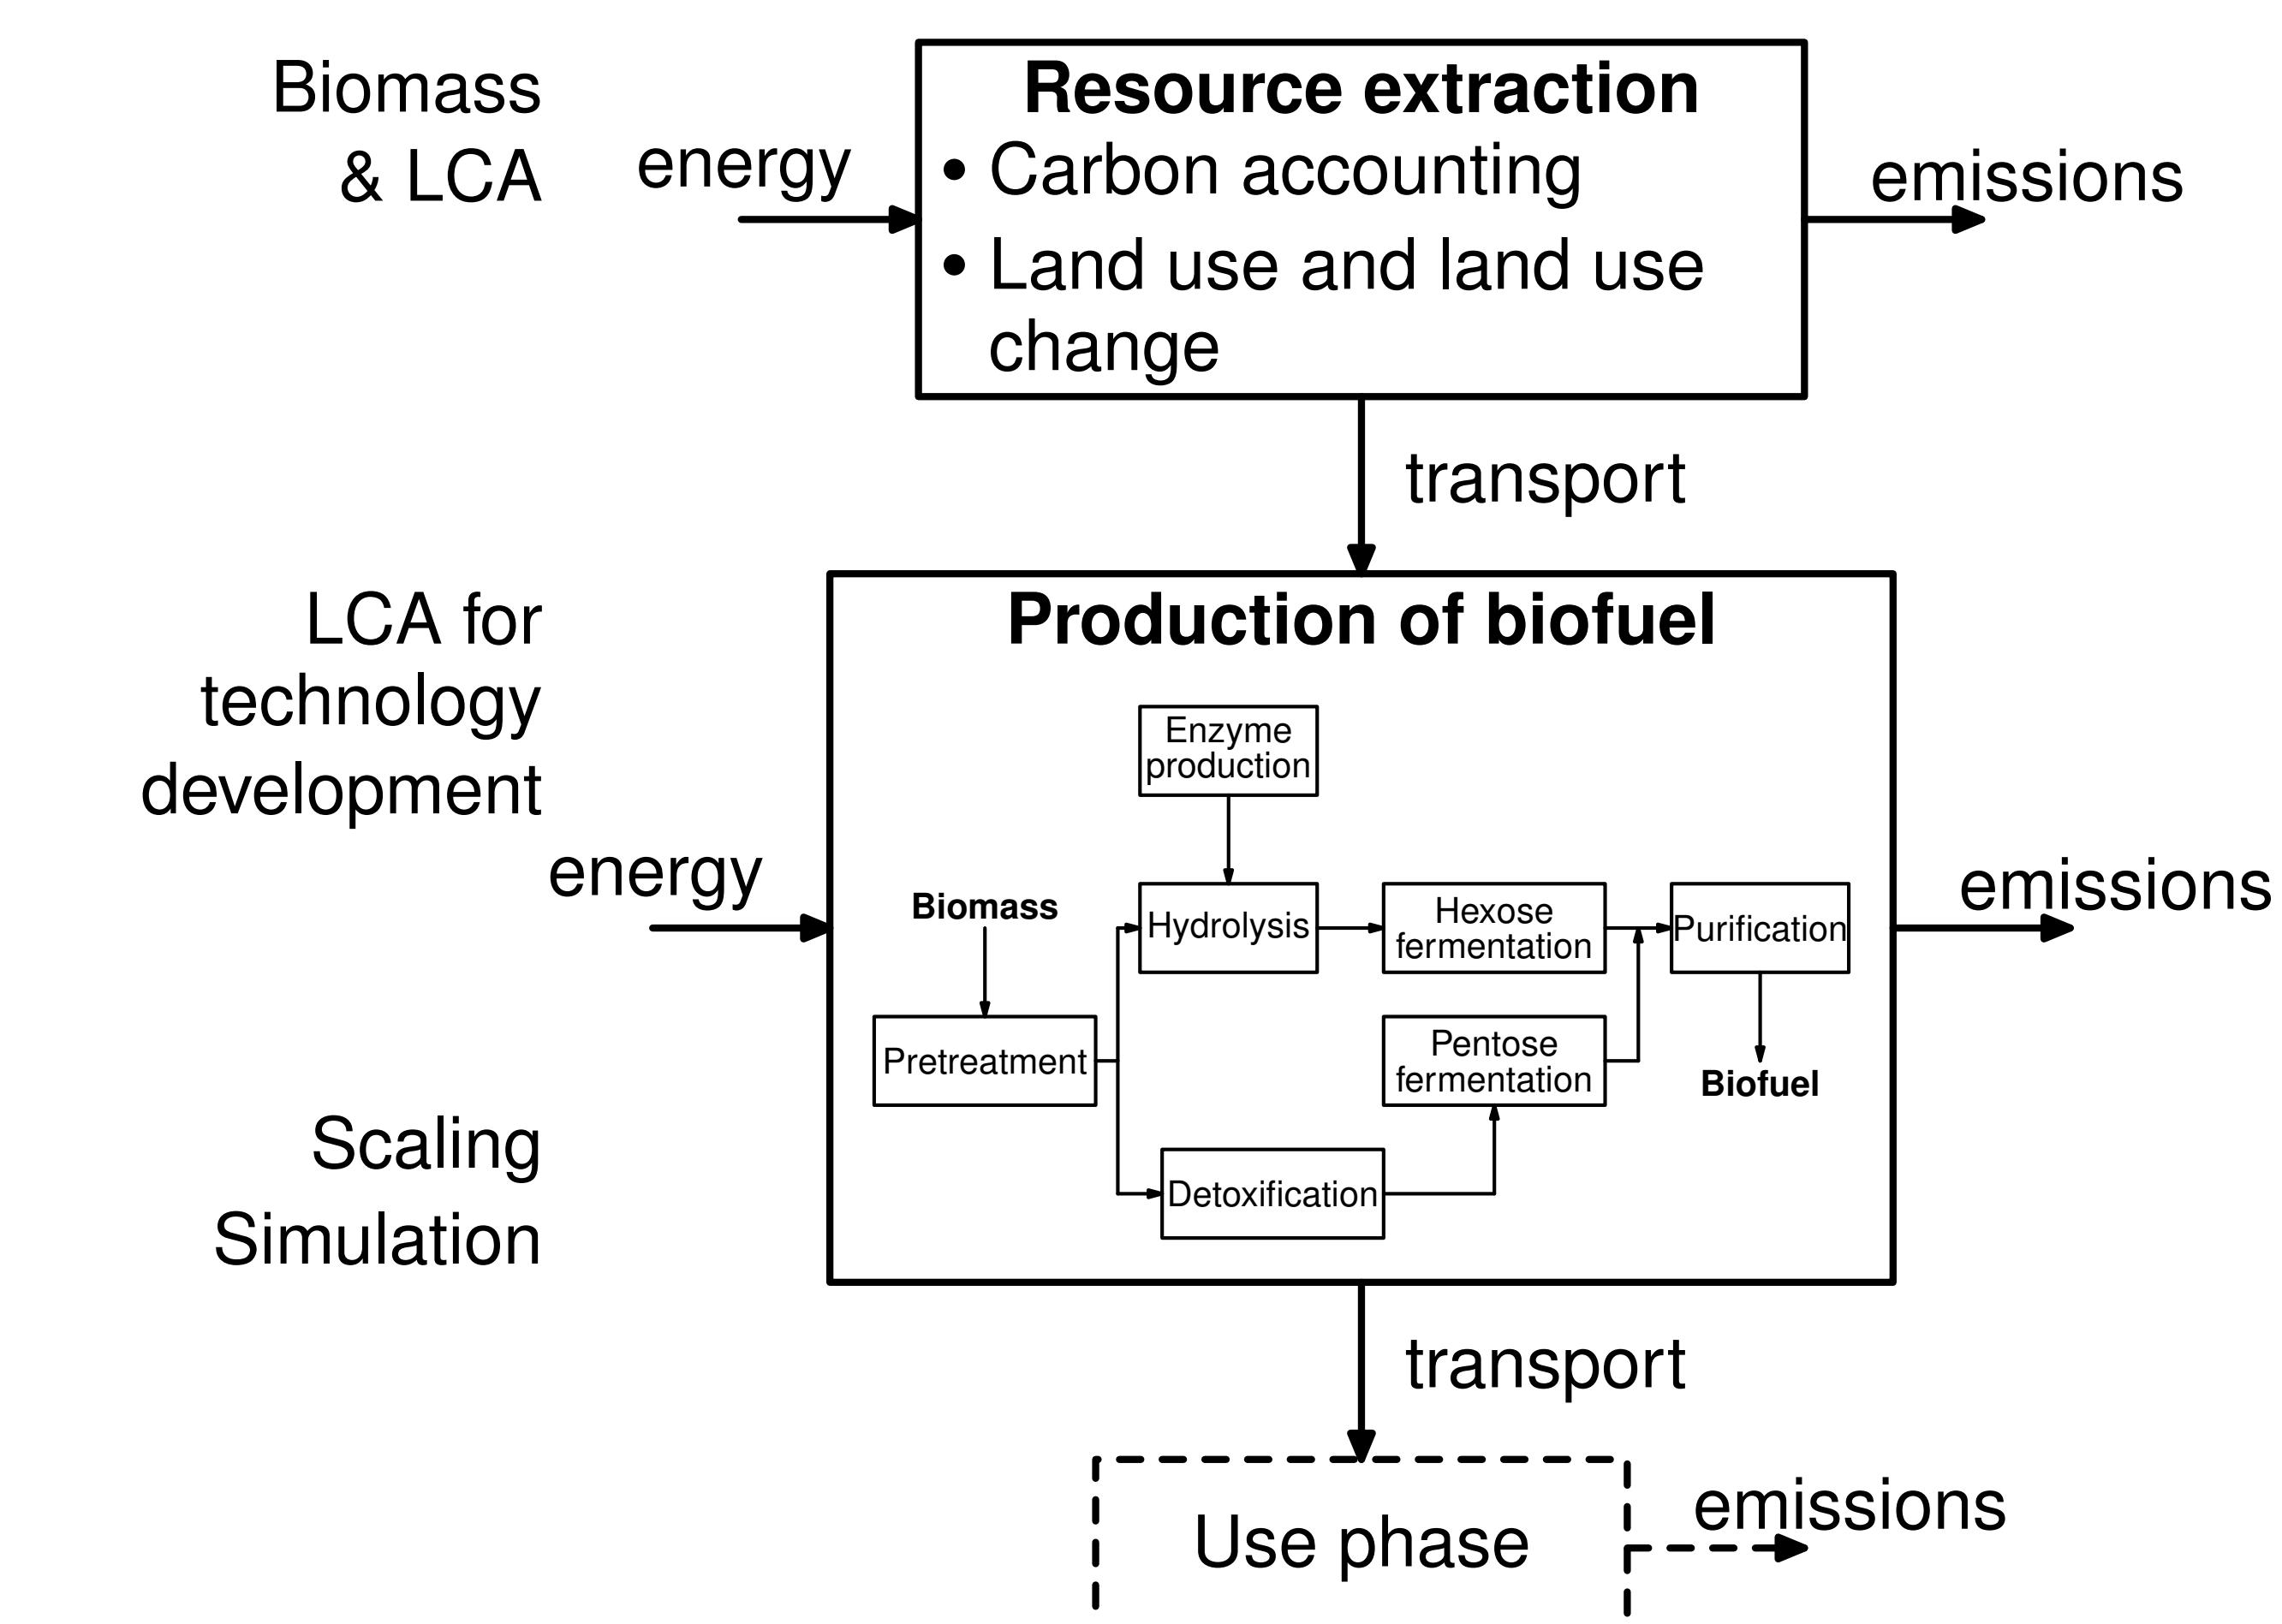 Biomass
& LCA
energy
Resource extraction
• Carbon accounting
• Land use and land use
change
emissions
transport
LCA for
technology
development
energy
Production of biofuel
Enzyme
production
Biomass
Hydrolysis
Hexose
fermentation
Purification
Pretreatment
Pentose
fermentation
Biofuel
Detoxification
emissions
Scaling
Simulation
transport
Use phase
emissions